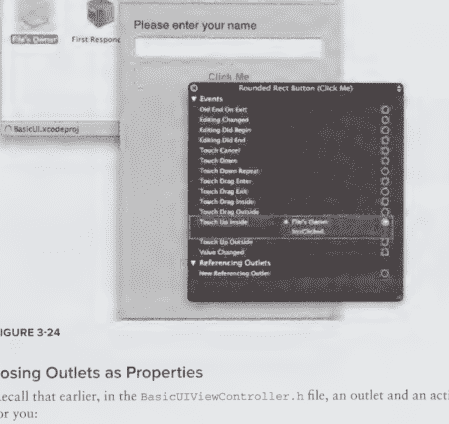 Please enter your name
File's Owner First Respon
Click Me
BasicUI.xcodeproj
Rounded Rect Button (Click Me)
Events
Did End On Exit
Editing Changed
Editing Did Begin
Editing Did End
Touch Cancel
Touch Down
Touch Down Repeat
Touch Drag Enter
Touch Drag Exit
Touch Drag Inside
Touch Drag Outside
Touch Up Inside File's Owner
btnClicked
Touch Up Outside
Value Changed
Referencing Outlets
New Referencing Outlet
IGURE 3-24
osing Outlets as Properties
ecall that earlier, in the BasicUIViewController.h file, an outlet and an acti
or you: